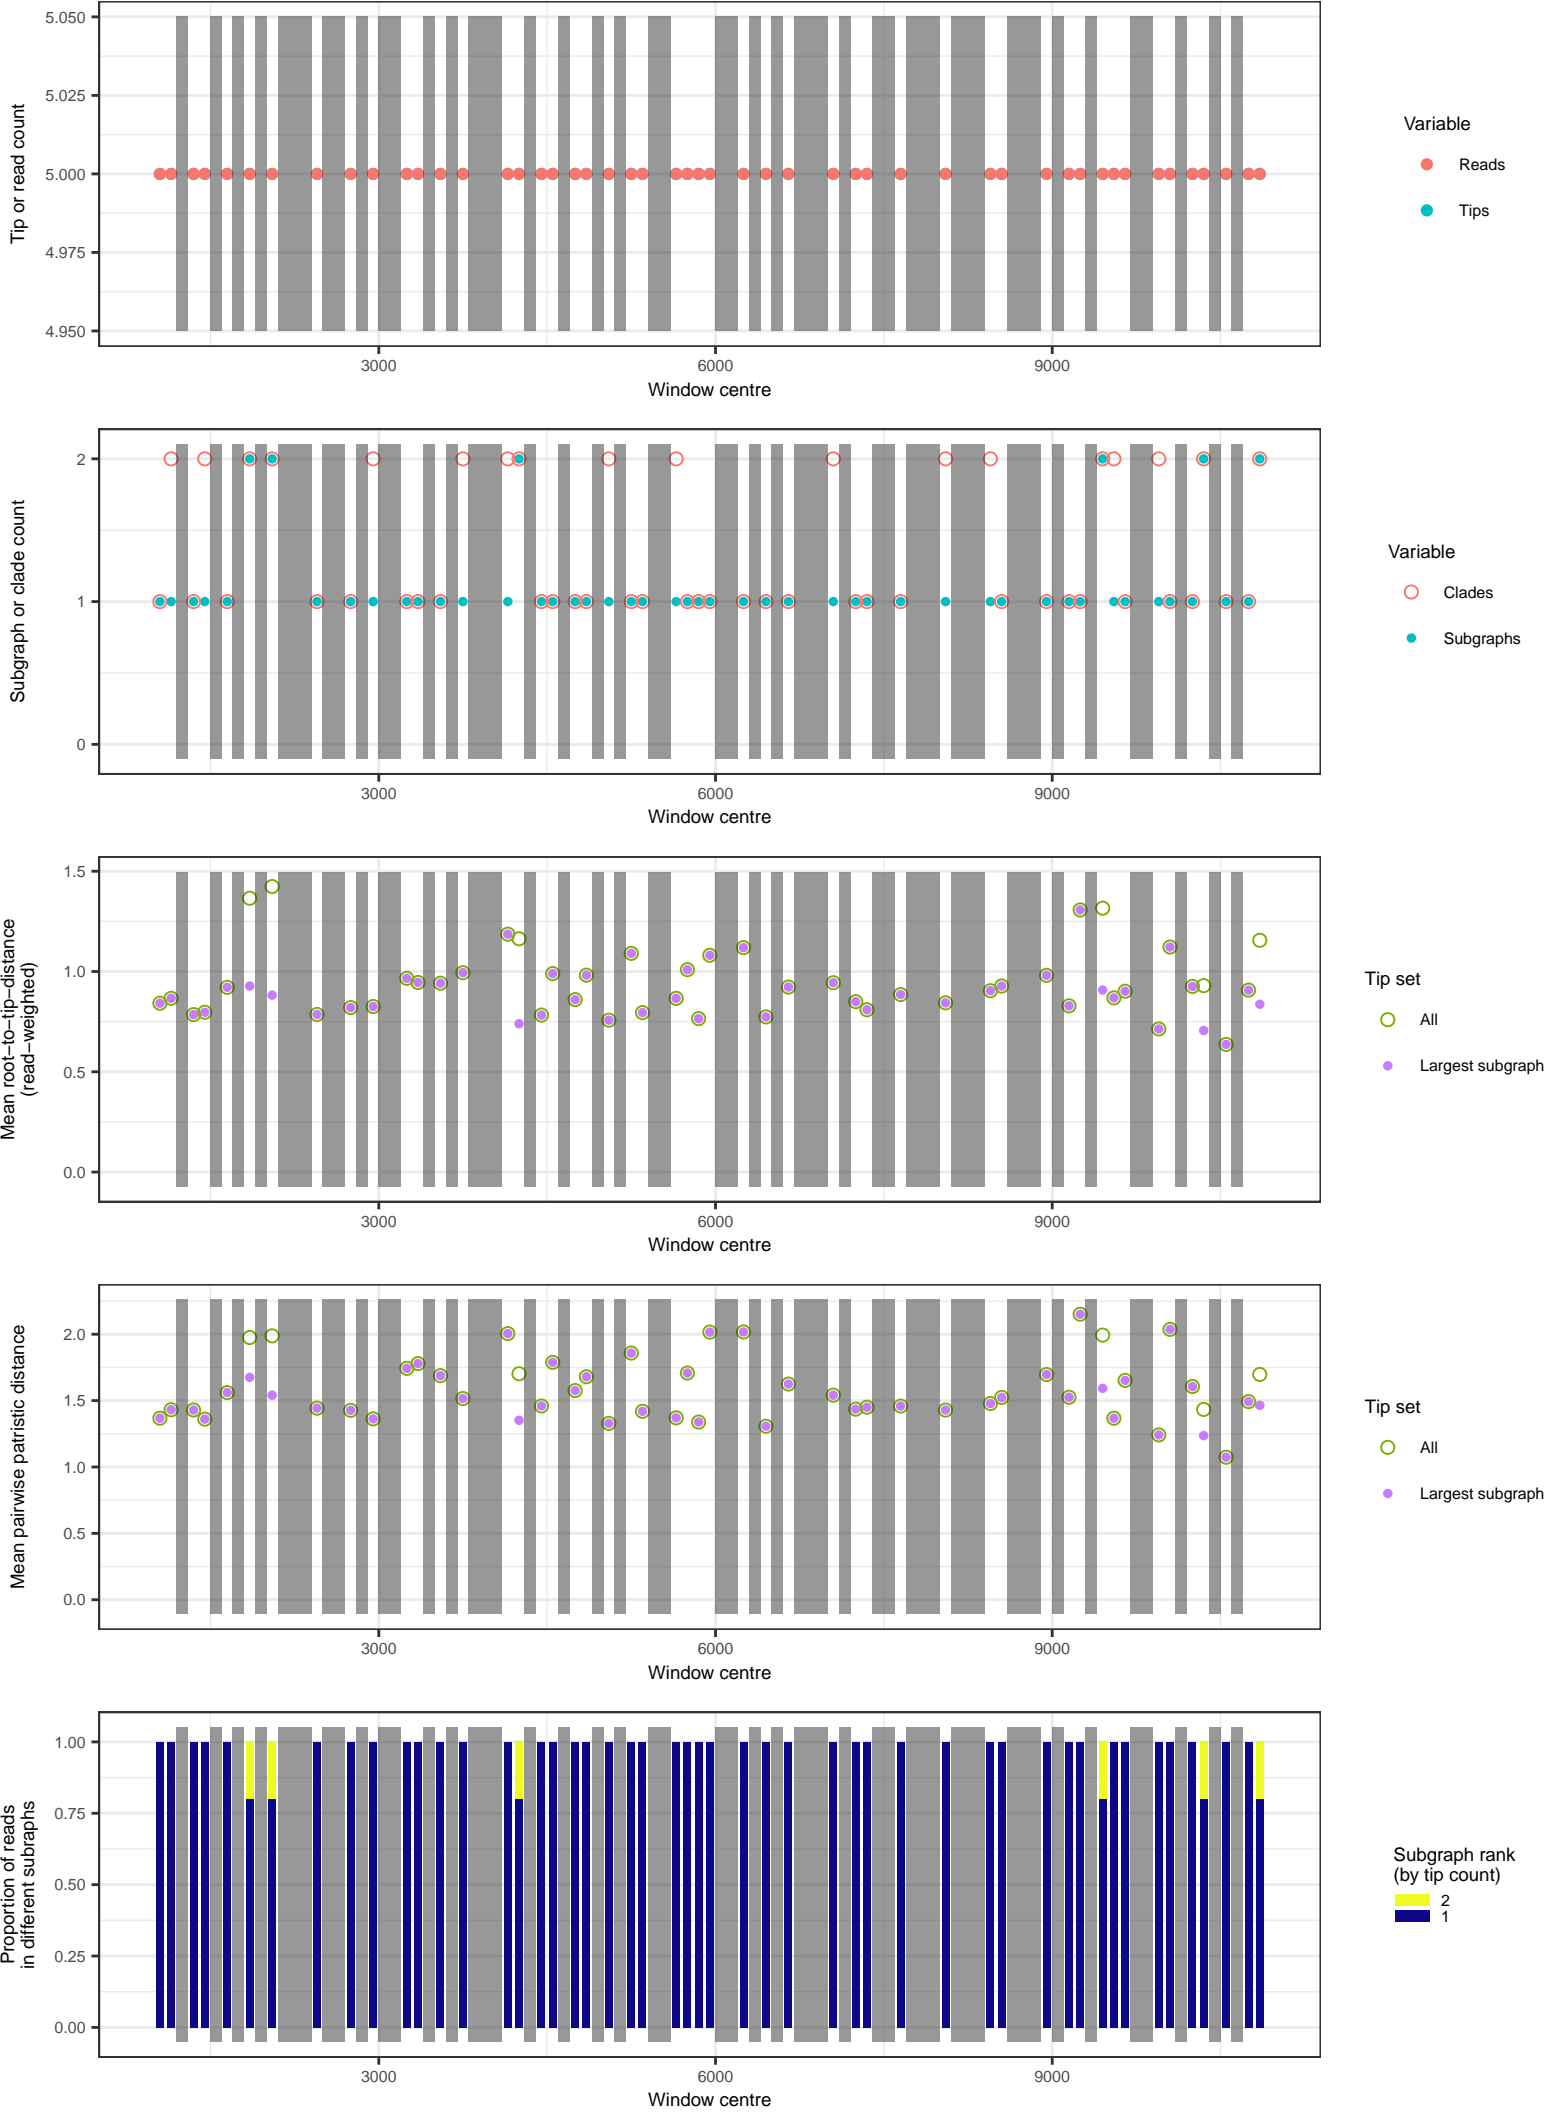 5.050
5.025
5.000
4.975
4.950
Tip or read count
3000
6000
9000
Window centre
Variable
Reads
Tips
2
1
0
Subgraph or clade count
3000
6000
9000
Window centre
Variable
Clades
Subgraphs
1.5
1.0
0.5
0.0
Mean root−to−tip−distance
(read−weighted)
3000
6000
9000
Window centre
Tip set
All
Largest subgraph
2.0
1.5
1.0
0.5
0.0
Mean pairwise patristic distance
3000
6000
9000
Window centre
Tip set
All
Largest subgraph
1.00
0.75
0.50
0.25
0.00
Proportion of reads
in different subraphs
3000
6000
9000
Window centre
Subgraph rank
(by tip count)
2
1